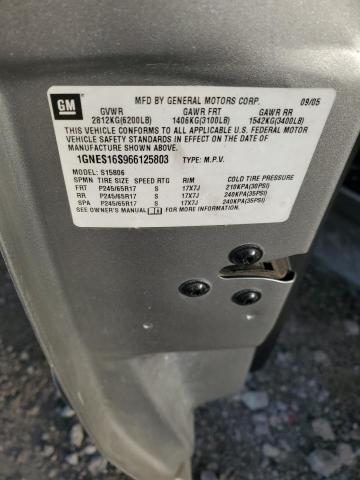 GM
MFD BY GENERAL MOTORS CORP. 09/05
GVWR GAWR FRT GAWR RR
2812KG(6200LB) 1406KG(3100LB) 1542KG(3400LB)
THIS VEHICLE CONFORMS TO ALL APPLICABLE U.S. FEDERAL MOTOR
VEHICLE SAFETY STANDARDS IN EFFECT ON THE DATE OF
MANUFACTURE SHOWN ABOVE.
1GNES16S966125803 TYPE: M.P.V.
MODEL: S15806
SPMN TIRE SIZE SPEED RTG RIM COLD TIRE PRESSURE
FRT P245/65R17 S 17X7J 210KPA(30PSI)
RR P245/65R17 S 17X7J 240KPA(35PSI)
SPA P245/65R17 S 17X7J 240KPA(35PSI)
SEE OWNER'S MANUAL FOR ADDITIONAL INFORMATION.